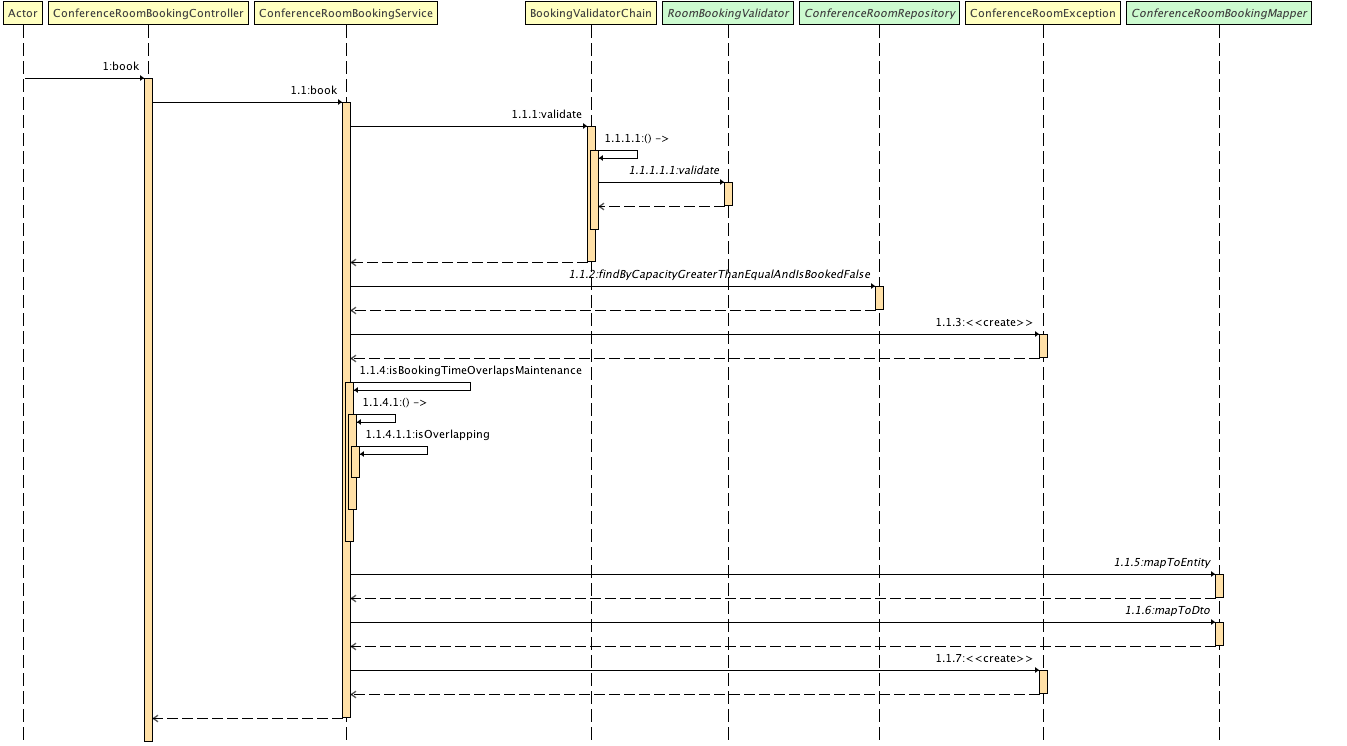 Actor
ConferenceRoomBookingController
ConferenceRoomBookingService
BookingValidatorChain
RoomBookingValidator
ConferenceRoomRepository
ConferenceRoomException
ConferenceRoomBookingMapper
1:book
1.1:book
1.1.1:validate
1.1.1.1:() ->
1.1.1.1.1:validate
1.1.2:findByCapacityGreaterThanEqualAndIsBookedFalse
1.1.3:<<create>>
1.1.4:isBookingTimeOverlapsMaintenance
1.1.4.1:() ->
1.1.4.1.1:isOverlapping
1.1.5:mapToEntity
1.1.6:mapToDto
1.1.7:<<create>>